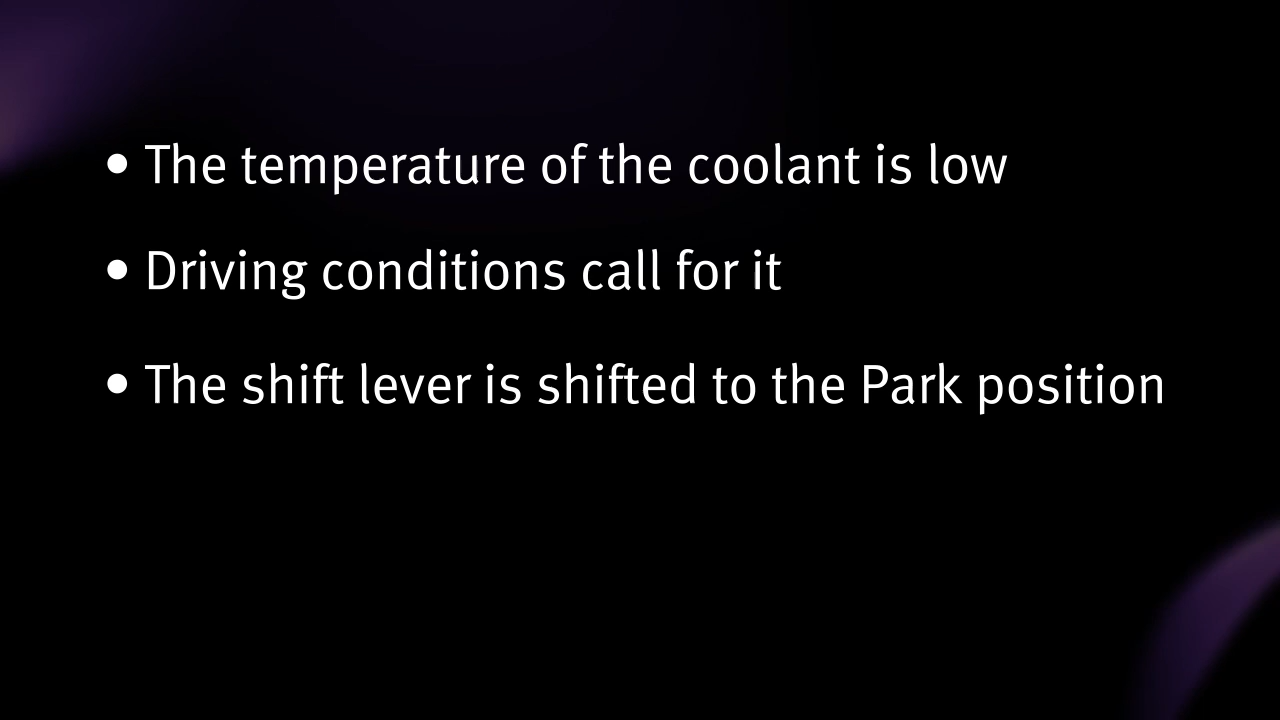 • The temperature of the coolant is low
• Driving conditions call for it
• The shift lever is shifted to the Park position